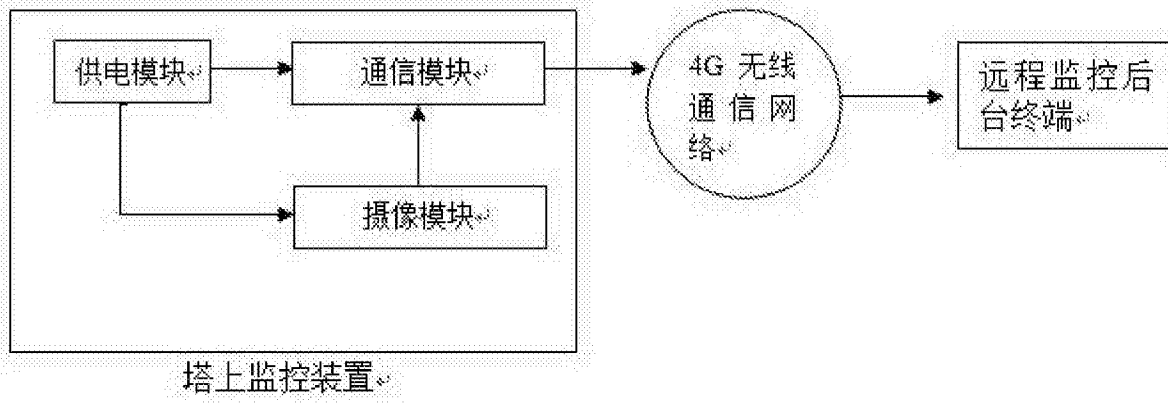 供电模块
通信模块
摄像模块
塔上监控装置
4G 无线
通信网
络
远程监控后
台终端